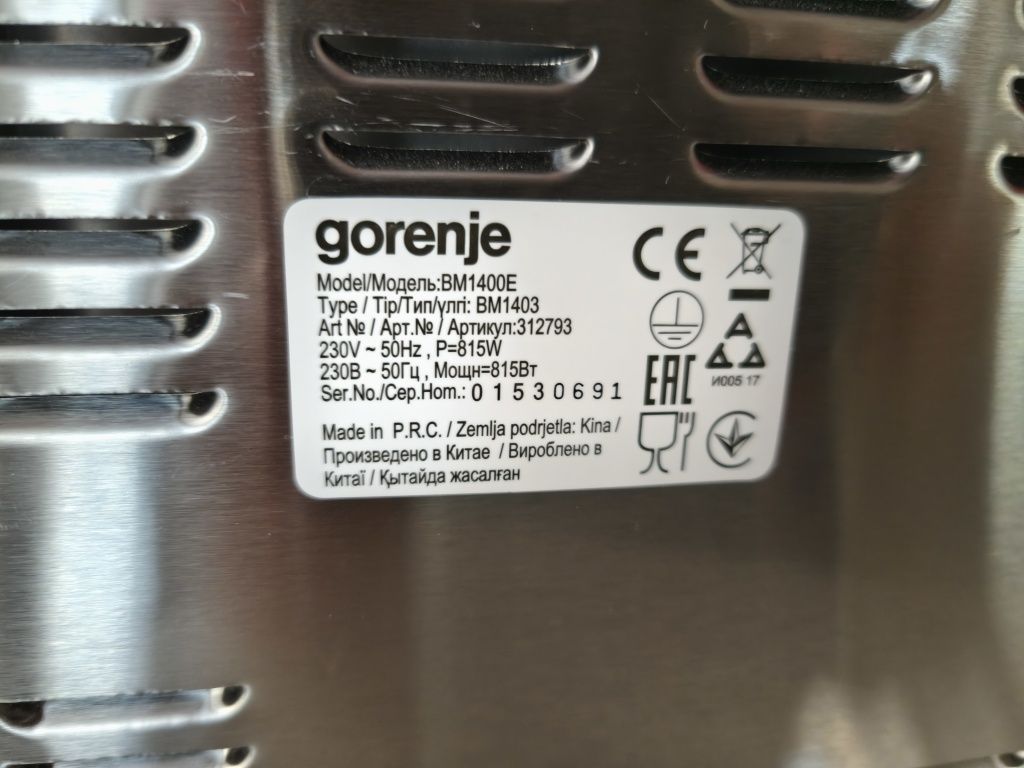 gorenje
Model/Модель:BM1400E
Type / Tip/Тип/үлгі: BM1403
Art № / Арт.№ / Артикул:312793
230V ~ 50Hz , P=815W
230В ~ 50Гц , Мощн=815Вт
Ser.No./Сер.Ном.: 01530691
Made in P.R.C. / Zemlja podrjetla: Kina /
Произведено в Китае / Вироблено в
Китаї / Қытайда жасалған
CE
A
И005 17
EAC